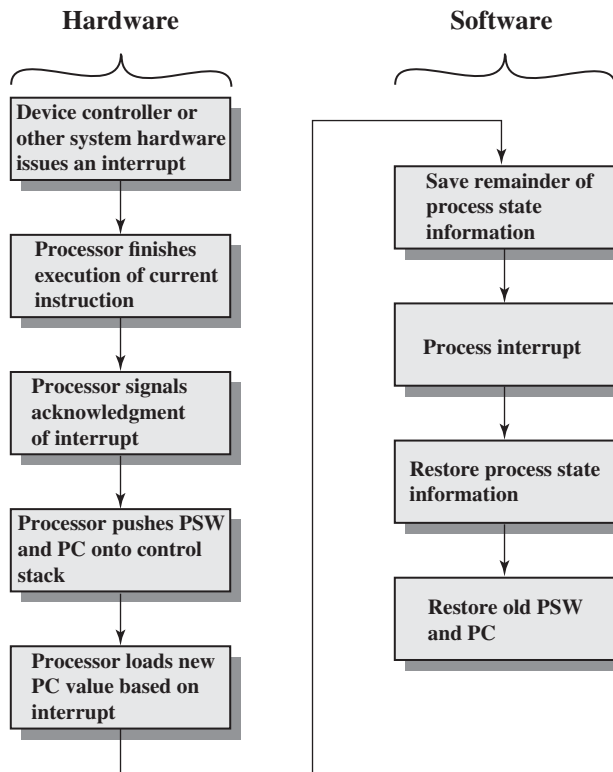 Hardware
Device controller or
other system hardware
issues an interrupt
Processor finishes
execution of current
instruction
Processor signals
acknowledgment
of interrupt
Processor pushes PSW
and PC onto control
stack
Processor loads new
PC value based on
interrupt
Software
Save remainder of
process state
information
Process interrupt
Restore process state
information
Restore old PSW
and PC